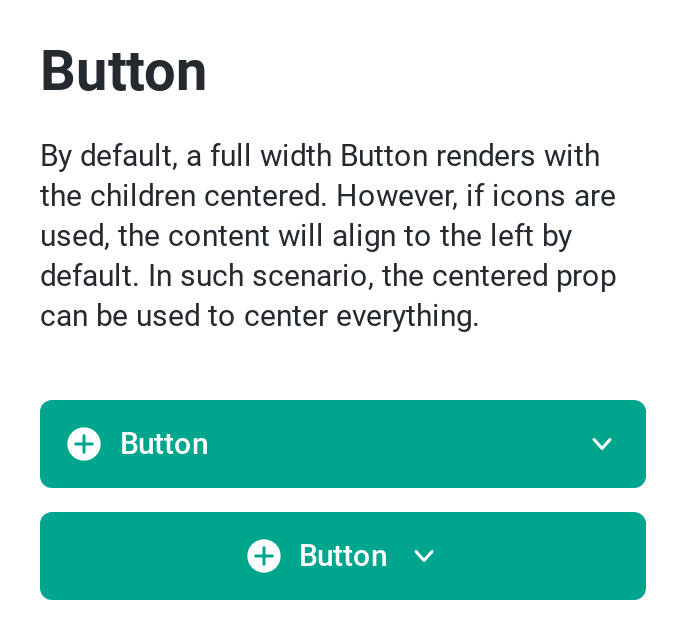 Button
By default, a full width Button renders with
the children centered. However, if icons are
used, the content will align to the left by
default. In such scenario, the centered prop
can be used to center everything.
Button
Button